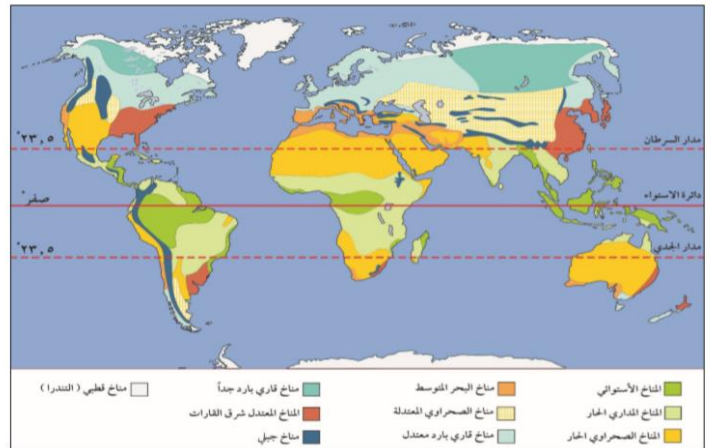 ٢٣,٥°
مدار السرطان
صفر°
دائرة الاستواء
٢٣,٥°
مدار الجدي
المناخ الأستوائي
مناخ البحر المتوسط
مناخ قاري بارد جداً
مناخ قطبي (التندرا)
المناخ المداري الحار
مناخ الصحراوي المعتدلة
المناخ المعتدل شرق القارات
المناخ الصحراوي الحار
مناخ قاري بارد معتدل
مناخ جبلي